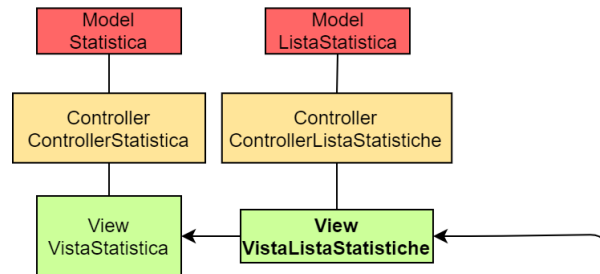 Model
Statistica
Model
ListaStatistica
Controller
ControllerStatistica
Controller
ControllerListaStatistiche
View
VistaStatistica
View
VistaListaStatistiche